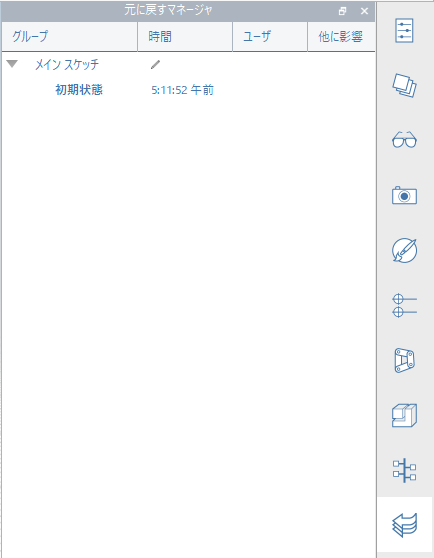 元に戻すマネージャ
グループ 時間 ユーザ 他に影響
メイン スケッチ
初期状態 5:11:52 午前